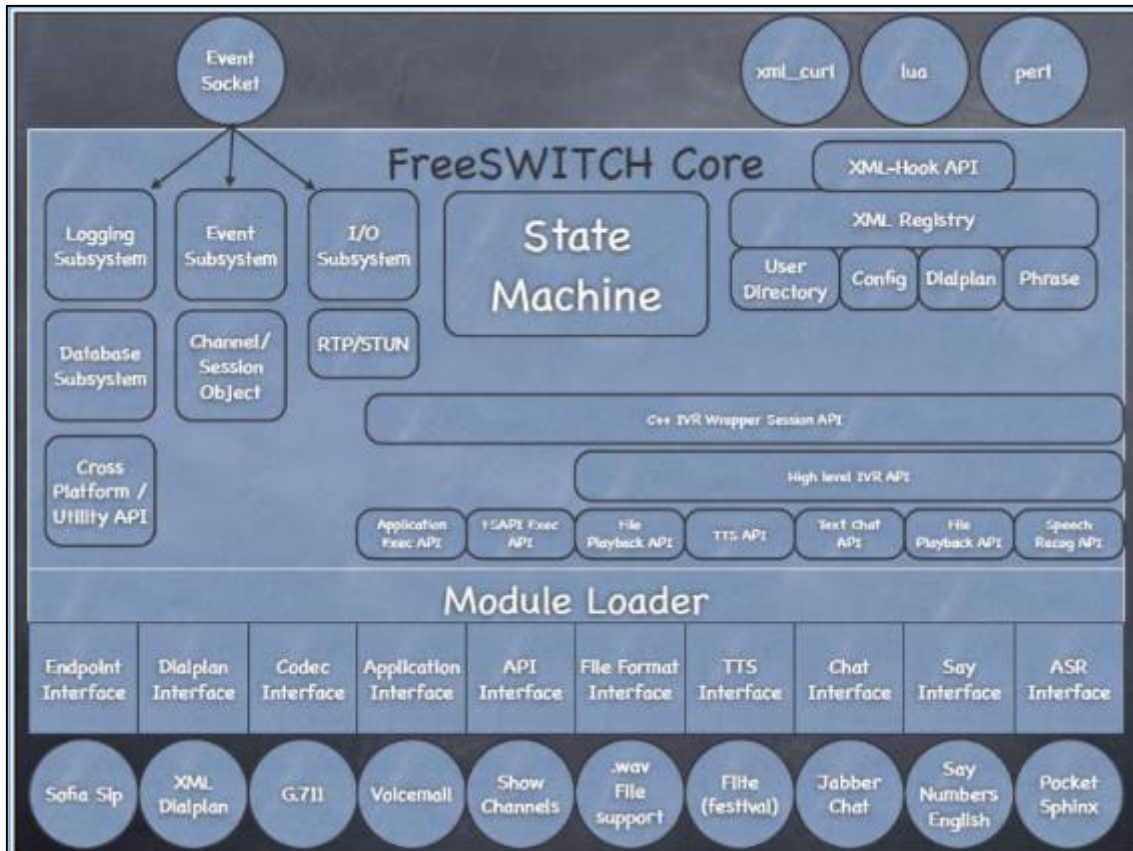 Event
Socket
xml_curl
lua
perl
FreeSWITCH Core
XML-Hook API
Logging
Subsystem
Event
Subsystem
I/O
Subsystem
State
Machine
XML Registry
User
Directory
Config
Dialplan
Phrase
Database
Subsystem
Channel/
Session
Object
RTP/STUN
C++ IVR Wrapper Session API
Cross
Platform /
Utility API
High level IVR API
Application
Exec API
FSAPI Exec
API
File
Playback API
TTS API
Text Chat
API
File
Playback API
Speech
Recog API
Module Loader
Endpoint
Interface
Dialplan
Interface
Codec
Interface
Application
Interface
API
Interface
File Format
Interface
TTS
Interface
Chat
Interface
Say
Interface
ASR
Interface
Sofia Sip
XML
Dialplan
G.711
Voicemail
Show
Channels
.wav
File
support
Flite
(festival)
Jabber
Chat
Say
Numbers
English
Pocket
Sphinx